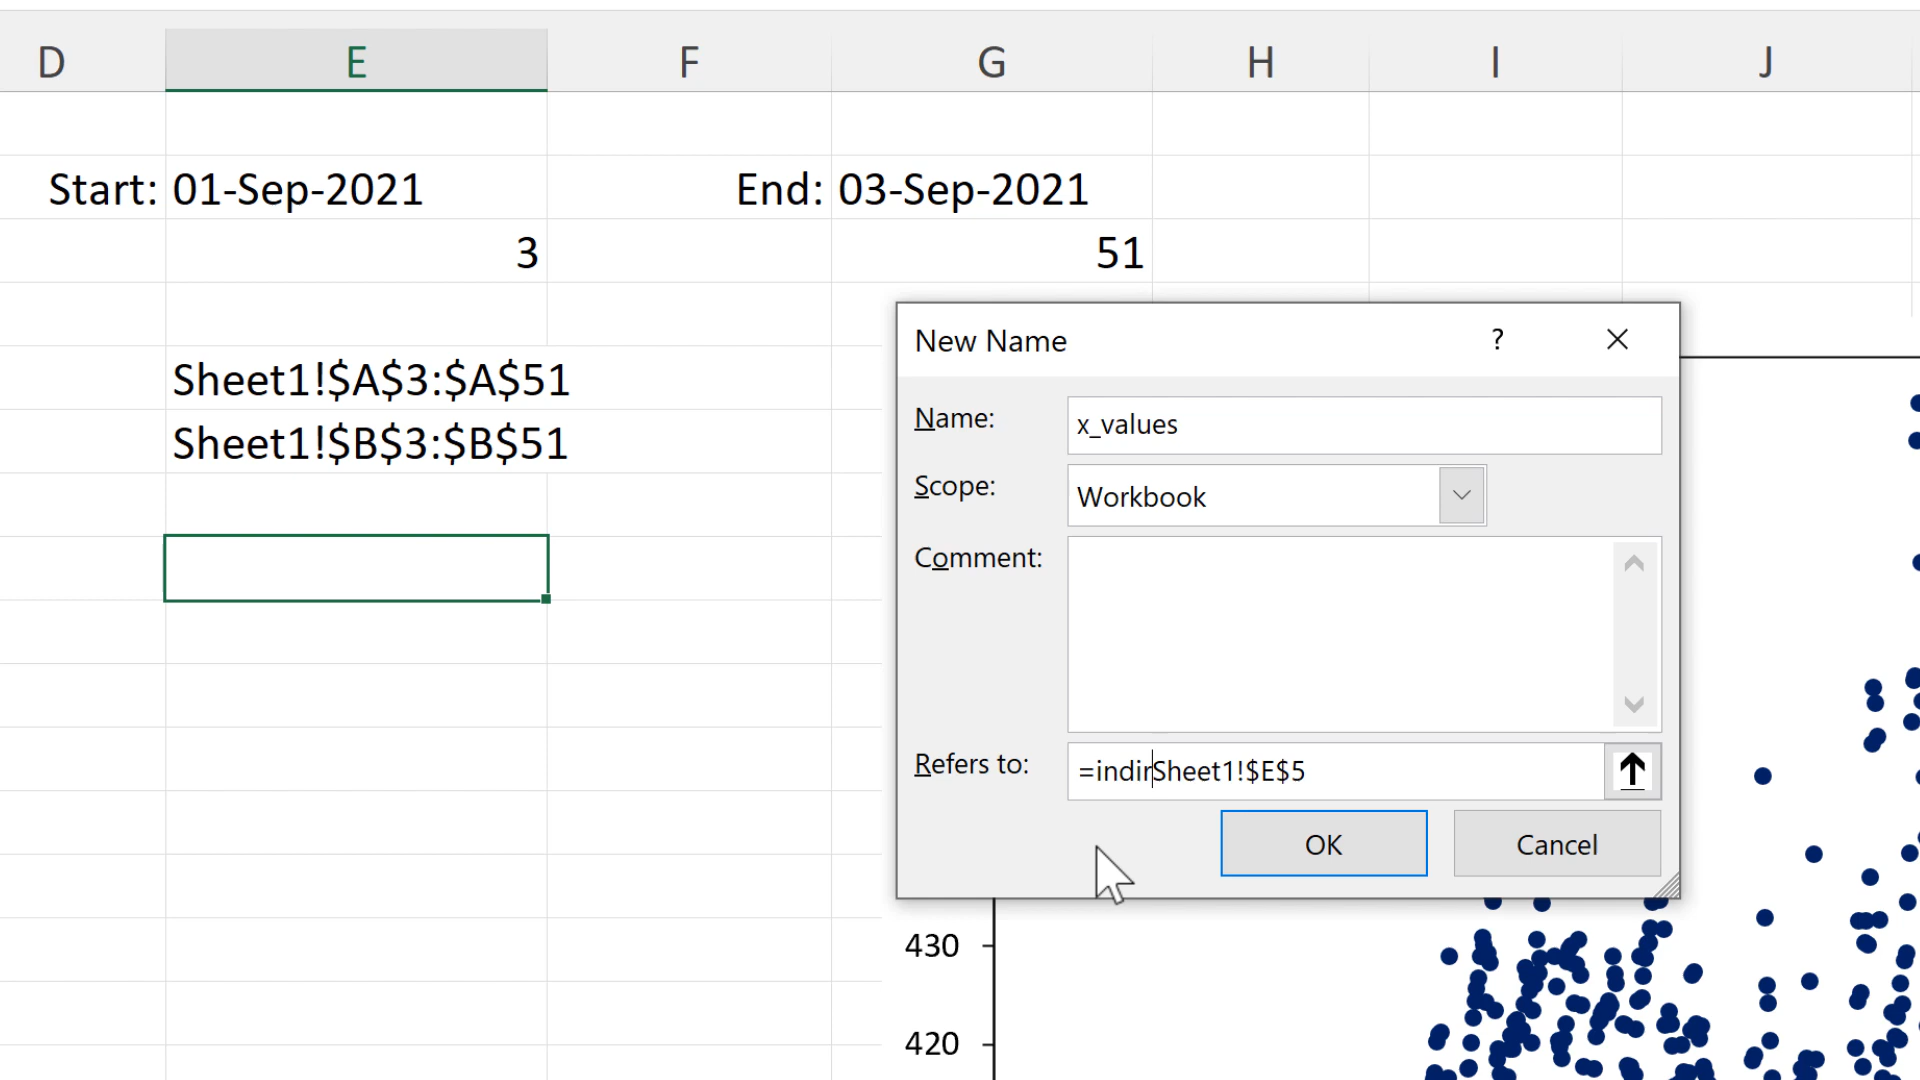 D E F G H I J
Start: 01-Sep-2021 End: 03-Sep-2021
3 51
Sheet1!$A$3:$A$51
Sheet1!$B$3:$B$51
New Name ?
Name: x_values
Scope: Workbook
Comment:
Refers to: =indirSheet1!$E$5
OK Cancel
430
420